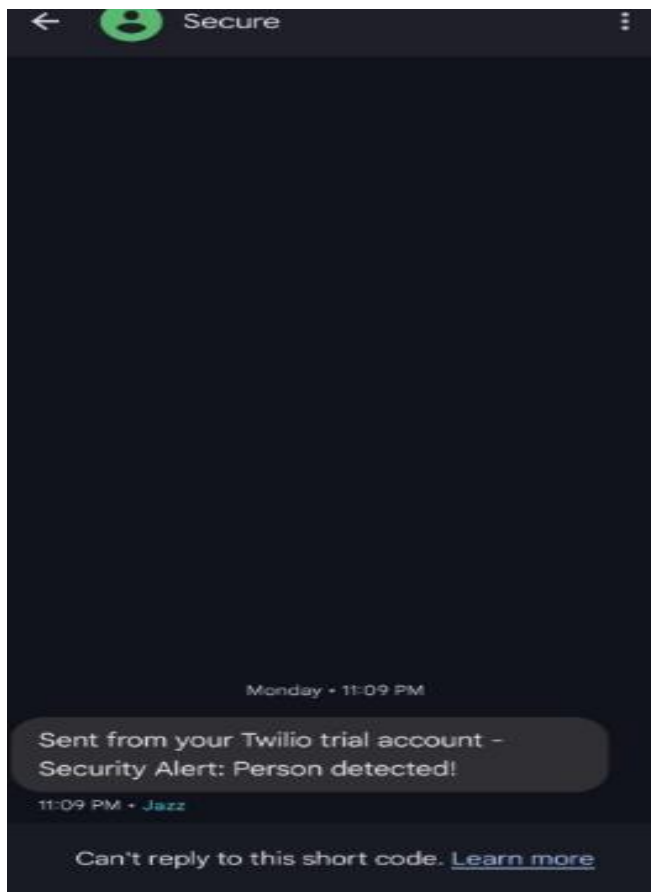 Secure
Monday • 11:09 PM
Sent from your Twilio trial account -
Security Alert: Person detected!
11:09 PM • Jazz
Can't reply to this short code. Learn more